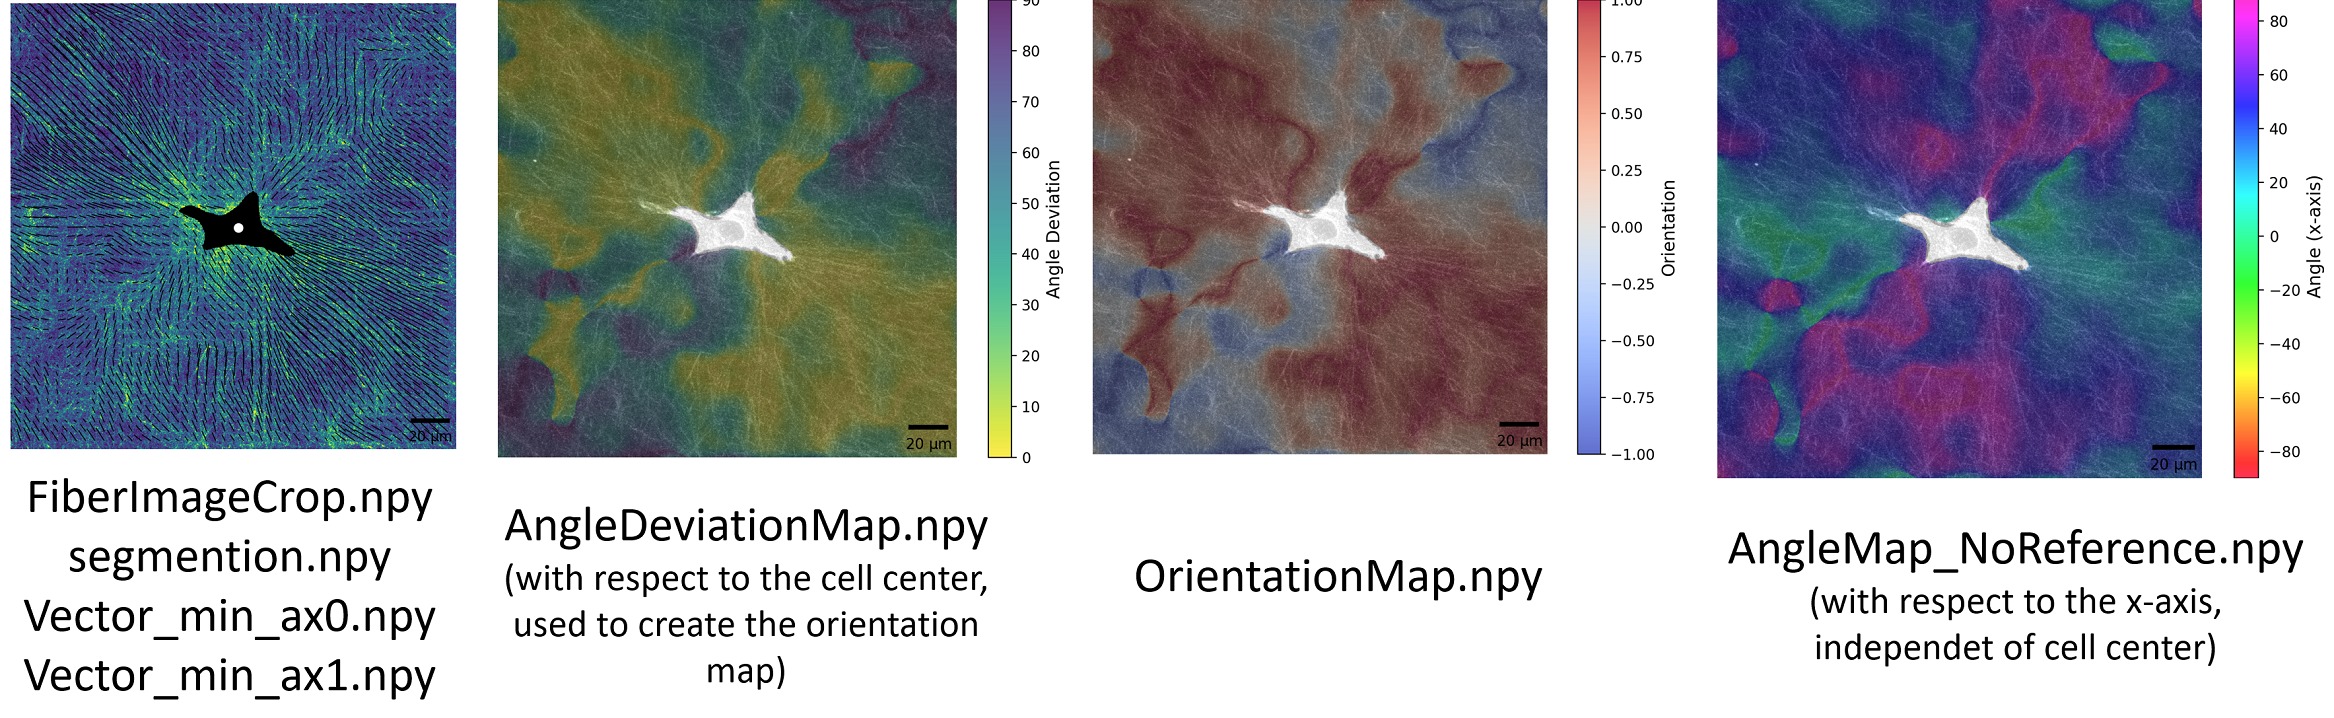 20 µm
FiberImageCrop.npy
segmention.npy
Vector_min_ax0.npy
Vector_min_ax1.npy
90
80
70
60
50
40
30
20
10
0
Angle Deviation
20 µm
AngleDeviationMap.npy
(with respect to the cell center,
used to create the orientation
map)
1.00
0.75
0.50
0.25
0.00
−0.25
−0.50
−0.75
−1.00
Orientation
20 µm
OrientationMap.npy
80
60
40
20
0
−20
−40
−60
−80
Angle (x-axis)
20 µm
AngleMap_NoReference.npy
(with respect to the x-axis,
independet of cell center)